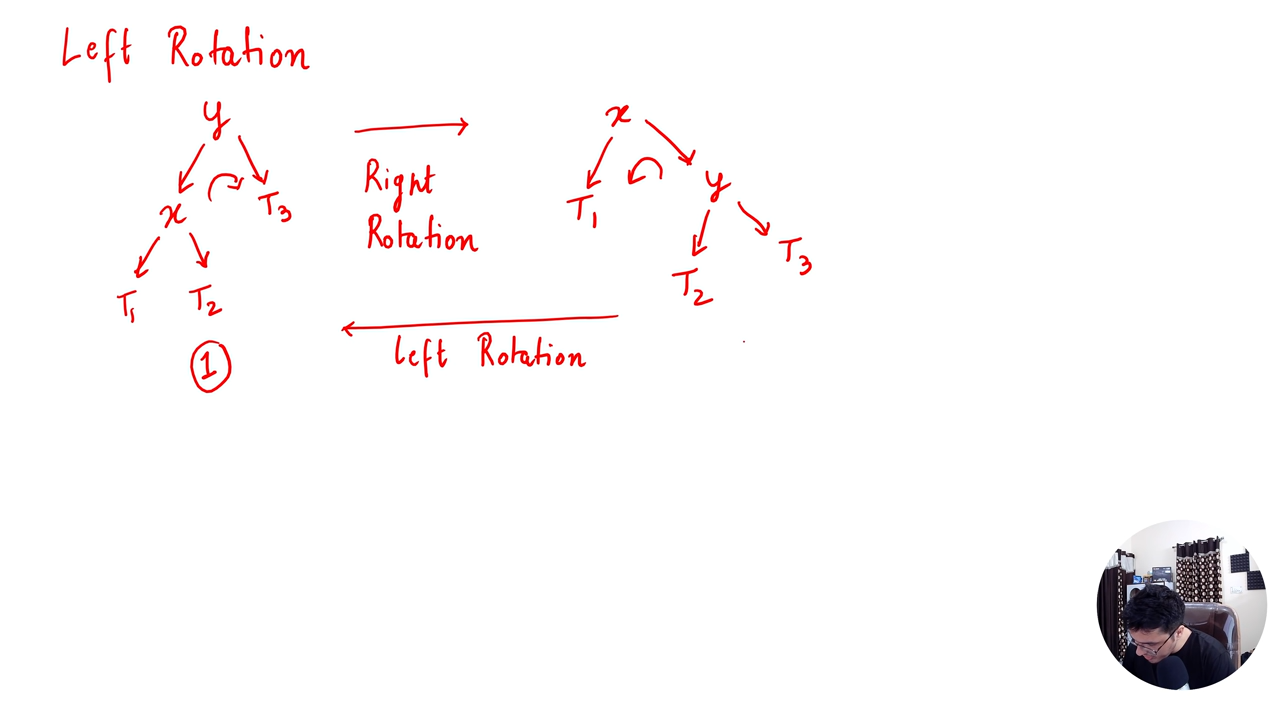 Left Rotation
y
x
T3
T1
T2
1
Right
Rotation
x
T1
y
T2
T3
Left Rotation